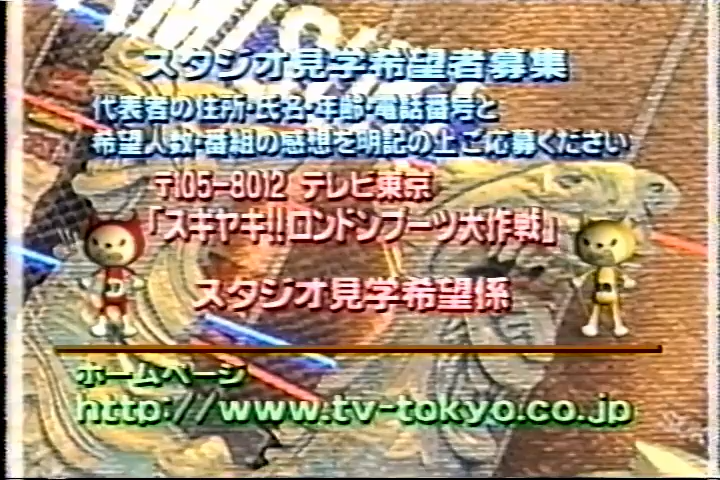 スタジオ見学希望者募集
代表者の住所・氏名・年齢・電話番号と
希望人数・番組の感想を明記の上ご応募ください
〒105-8012 テレビ東京
「スキヤキ!!ロンドンブーツ大作戦」
スタジオ見学希望係
ホームページ
http://www.tv-tokyo.co.jp